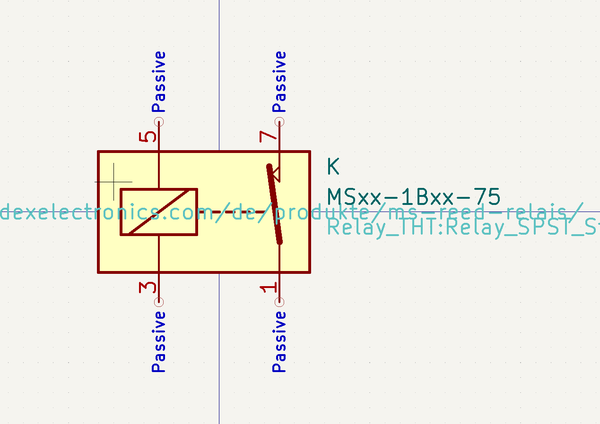 Passive
Passive
5
7
K
MSxx-1Bxx-75
dexelectronics.com/de/produkte/ms-reed-relais/
Relay_THT:Relay_SPST_S
3
1
Passive
Passive